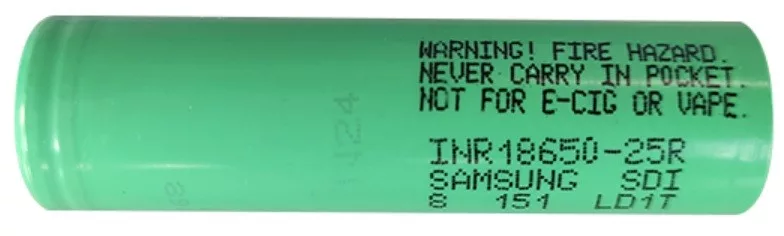 WARNING! FIRE HAZARD.
NEVER CARRY IN POCKET.
NOT FOR E-CIG OR VAPE.
INR18650-25R
SAMSUNG SDI
8 151 LD1T